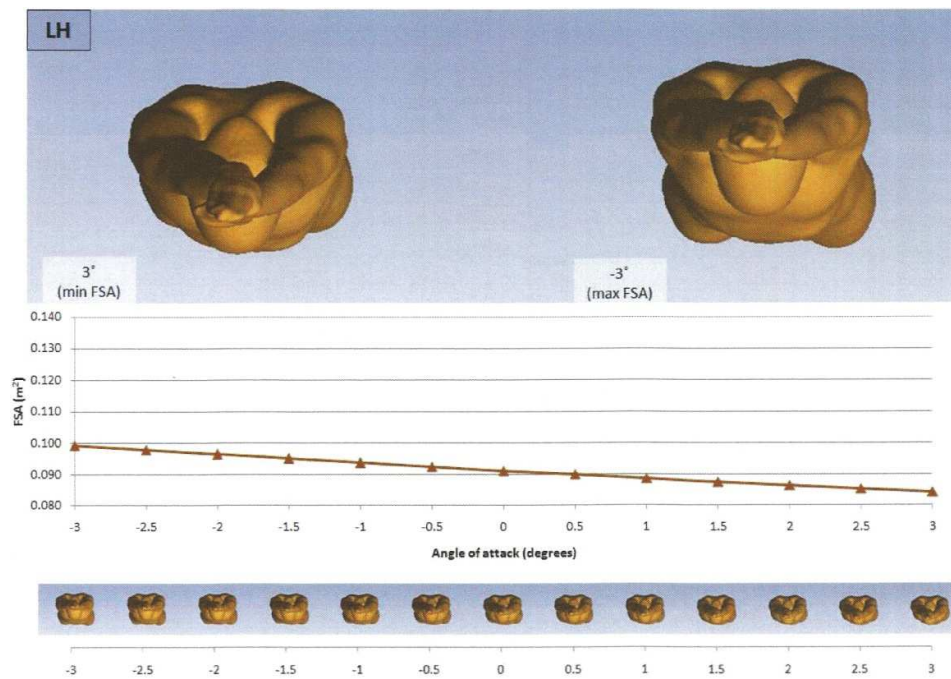 LH
3°
(min FSA)
-3°
(max FSA)
0.140
0.130
0.120
0.110
0.100
0.090
0.080
FSA (m²)
-3 -2.5 -2 -1.5 -1 -0.5 0 0.5 1 1.5 2 2.5 3
Angle of attack (degrees)
-3 -2.5 -2 -1.5 -1 -0.5 0 0.5 1 1.5 2 2.5 3